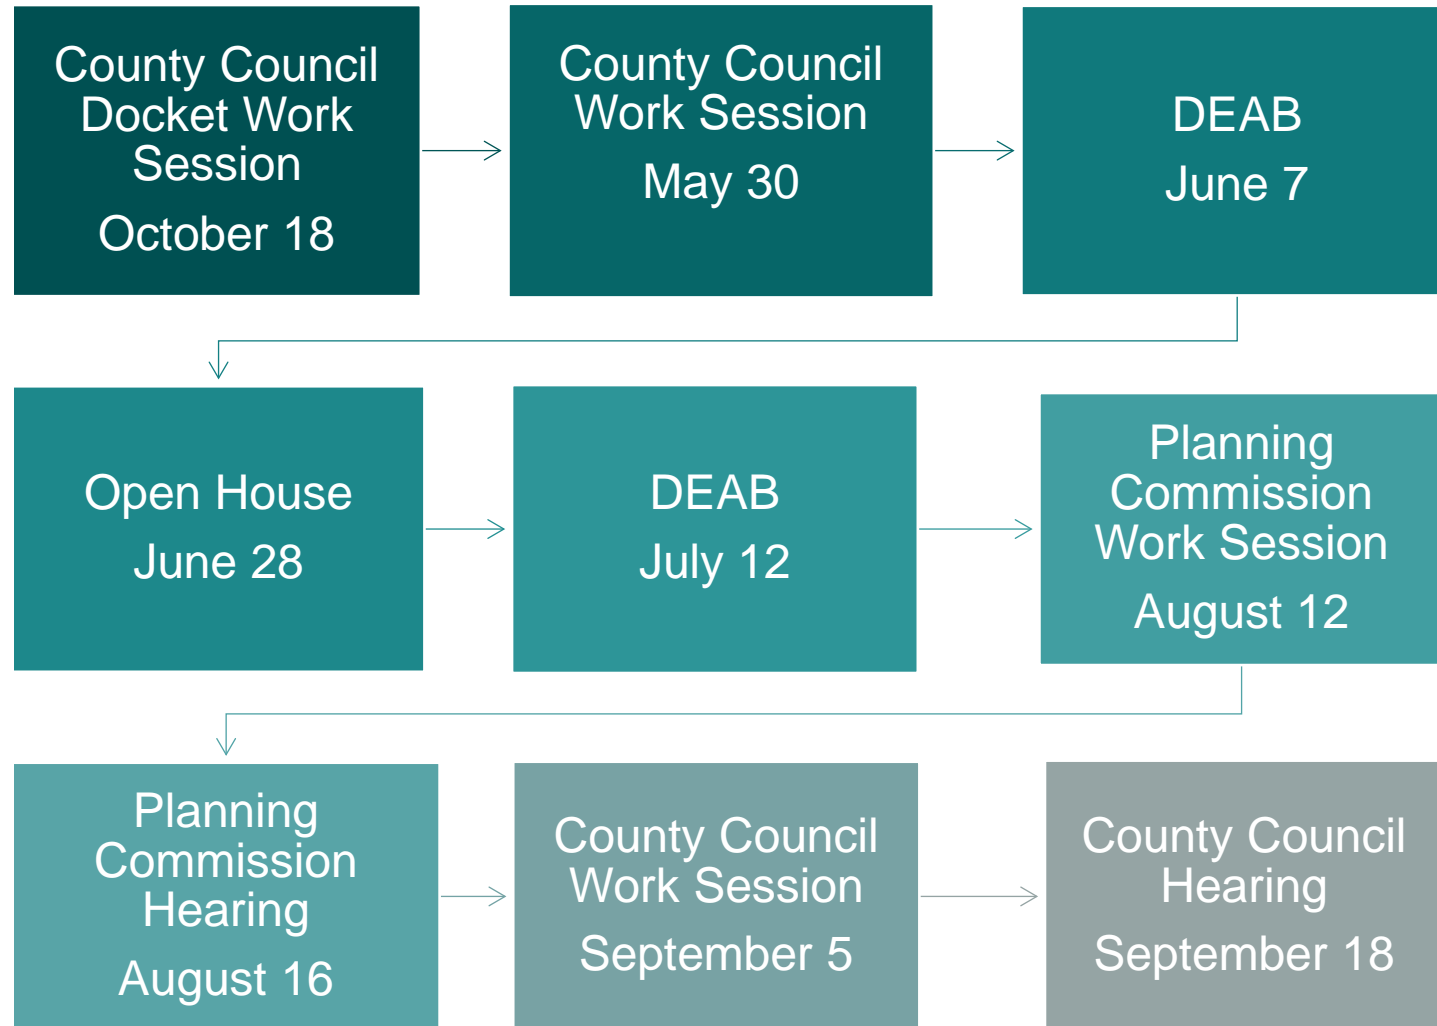 County Council
Docket Work
Session
October 18
County Council
Work Session
May 30
DEAB
June 7
Open House
June 28
DEAB
July 12
Planning
Commission
Work Session
August 12
Planning
Commission
Hearing
August 16
County Council
Work Session
September 5
County Council
Hearing
September 18